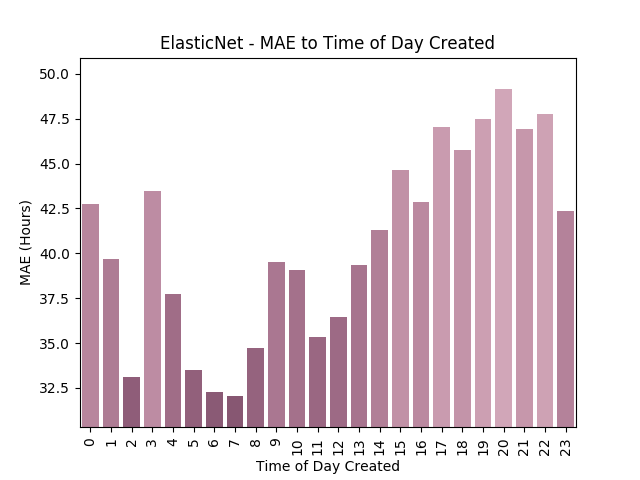 ElasticNet - MAE to Time of Day Created
50.0
47.5
45.0
42.5
40.0
37.5
35.0
32.5
MAE (Hours)
0 1 2 3 4 5 6 7 8 9 10 11 12 13 14 15 16 17 18 19 20 21 22 23
Time of Day Created